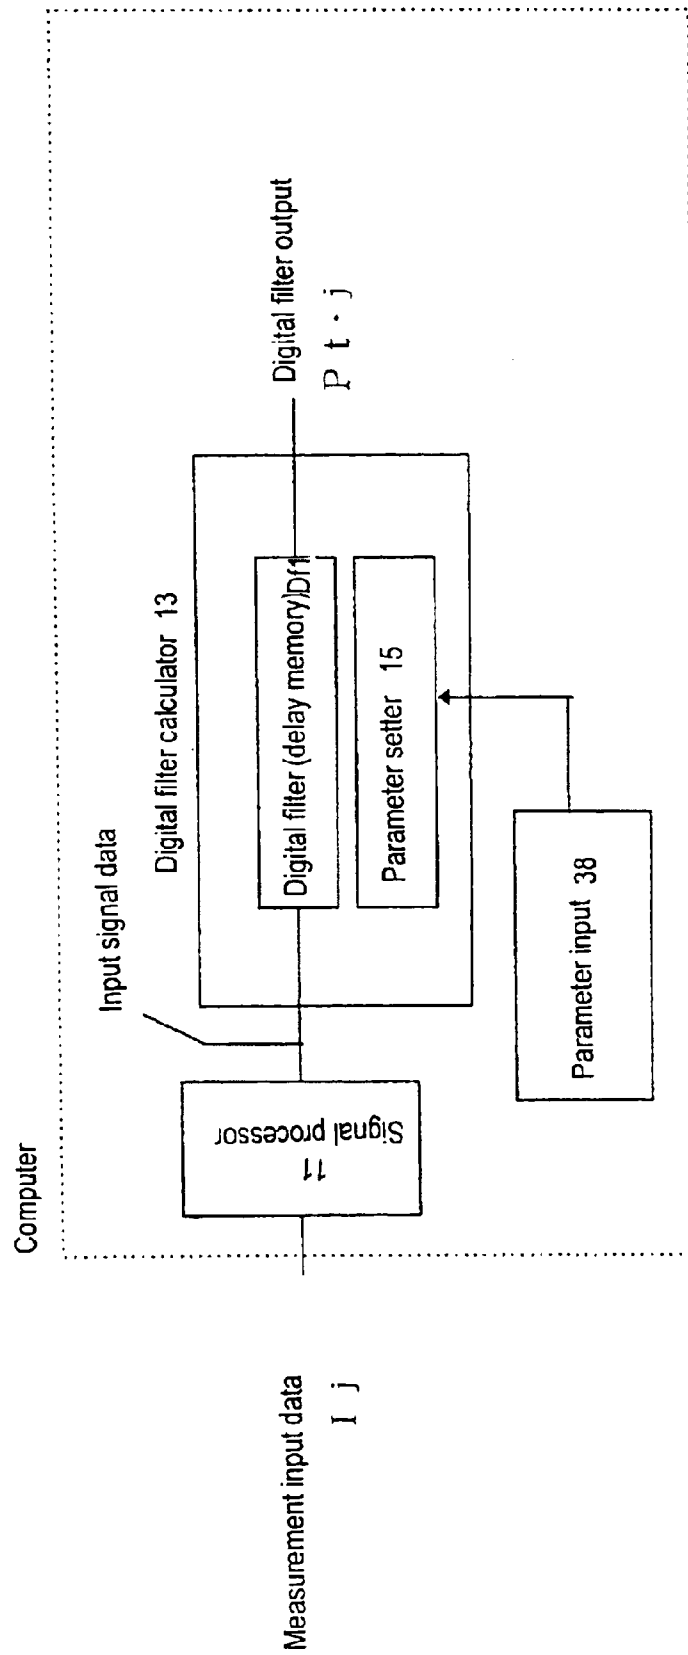 Computer
Measurement input data
I j
Signal processor
11
Input signal data
Digital filter calculator 13
Digital filter (delay memory)Df1
Parameter setter 15
Parameter input 38
Digital filter output
P t · j